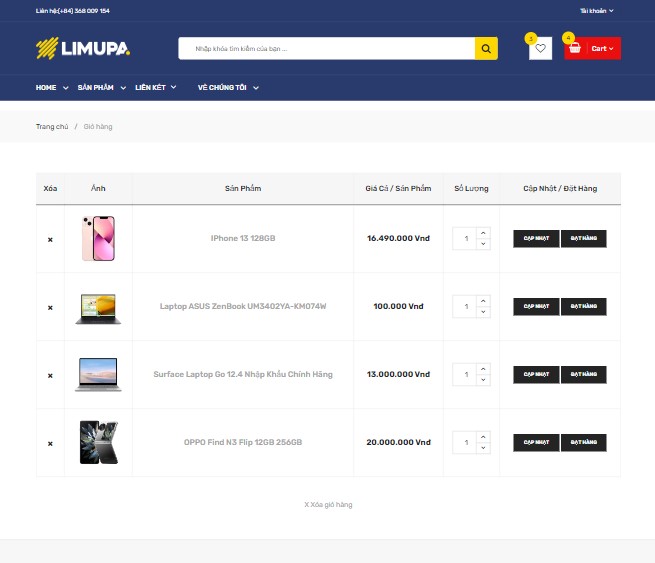 Liên hệ:(+84) 368 009 154
Tài khoản
LIMUPA.
Nhập khóa tìm kiếm của bạn ...
3
4
Cart
HOME
SẢN PHẨM
LIÊN KẾT
VỀ CHÚNG TÔI
Trang chủ / Giỏ hàng
Xóa Ảnh Sản Phẩm Giá Cả / Sản Phẩm Số Lượng Cập Nhật / Đặt Hàng
× IPhone 13 128GB 16.490.000 Vnd 1 CẬP NHẬT ĐẶT HÀNG
× Laptop ASUS ZenBook UM3402YA-KM074W 100.000 Vnd 1 CẬP NHẬT ĐẶT HÀNG
× Surface Laptop Go 12.4 Nhập Khẩu Chính Hãng 13.000.000 Vnd 1 CẬP NHẬT ĐẶT HÀNG
× OPPO Find N3 Flip 12GB 256GB 20.000.000 Vnd 1 CẬP NHẬT ĐẶT HÀNG
X Xóa giỏ hàng